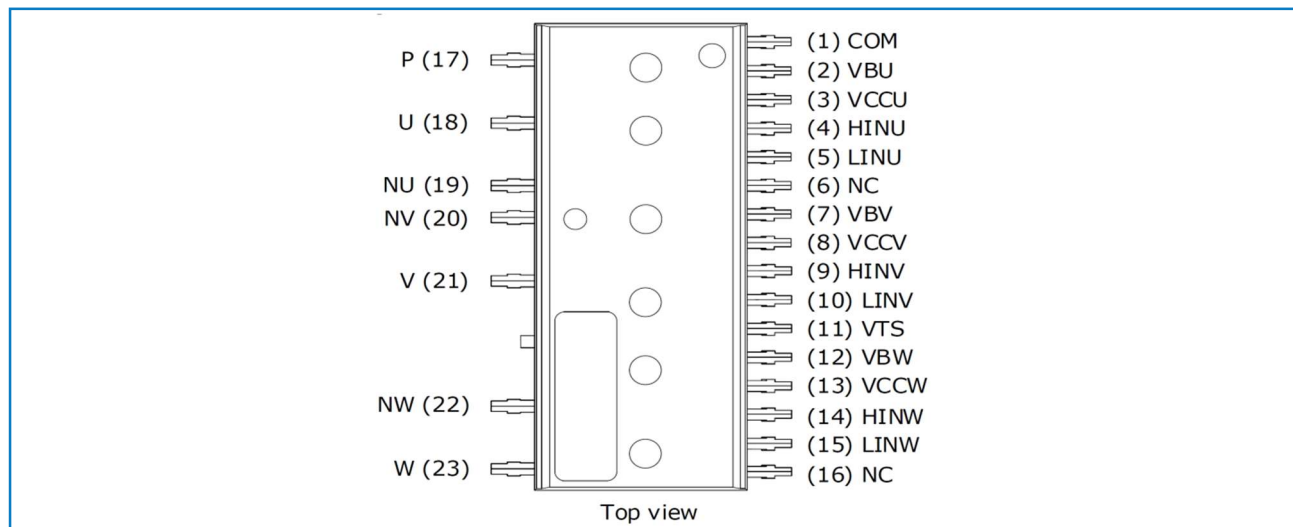 P (17)
U (18)
NU (19)
NV (20)
V (21)
NW (22)
W (23)
(1) COM
(2) VBU
(3) VCCU
(4) HINU
(5) LINU
(6) NC
(7) VBV
(8) VCCV
(9) HINV
(10) LINV
(11) VTS
(12) VBW
(13) VCCW
(14) HINW
(15) LINW
(16) NC
Top view